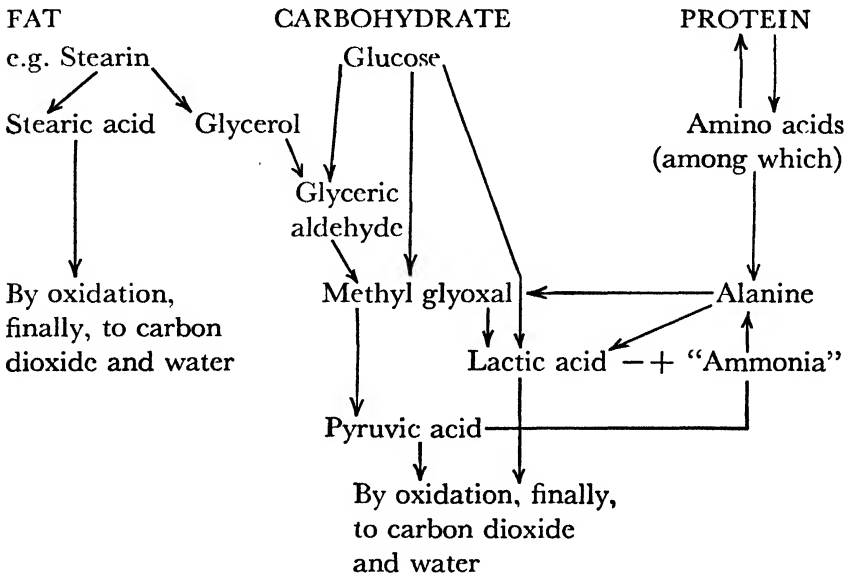 FAT CARBOHYDRATE PROTEIN
e.g. Stearin Glucose
Stearic acid Glycerol Amino acids
(among which)
Glyceric
aldehyde
By oxidation, Methyl glyoxal Alanine
finally, to carbon
dioxide and water Lactic acid —+ “Ammonia”
Pyruvic acid
By oxidation, finally,
to carbon dioxide
and water